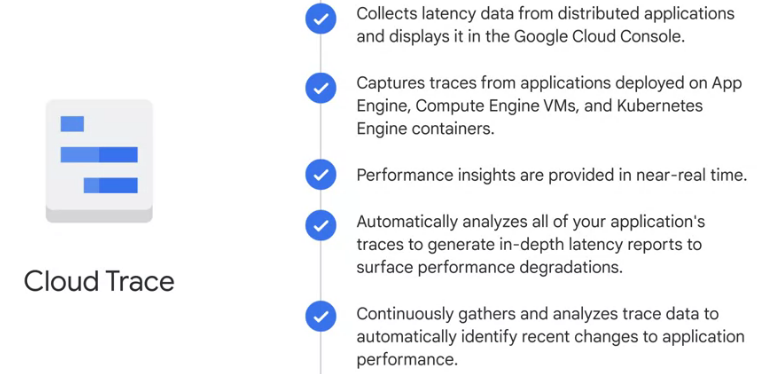 Collects latency data from distributed applications
and displays it in the Google Cloud Console.
Captures traces from applications deployed on App
Engine, Compute Engine VMs, and Kubernetes
Engine containers.
Performance insights are provided in near-real time.
Automatically analyzes all of your application's
traces to generate in-depth latency reports to
surface performance degradations.
Cloud Trace
Continuously gathers and analyzes trace data to
automatically identify recent changes to application
performance.